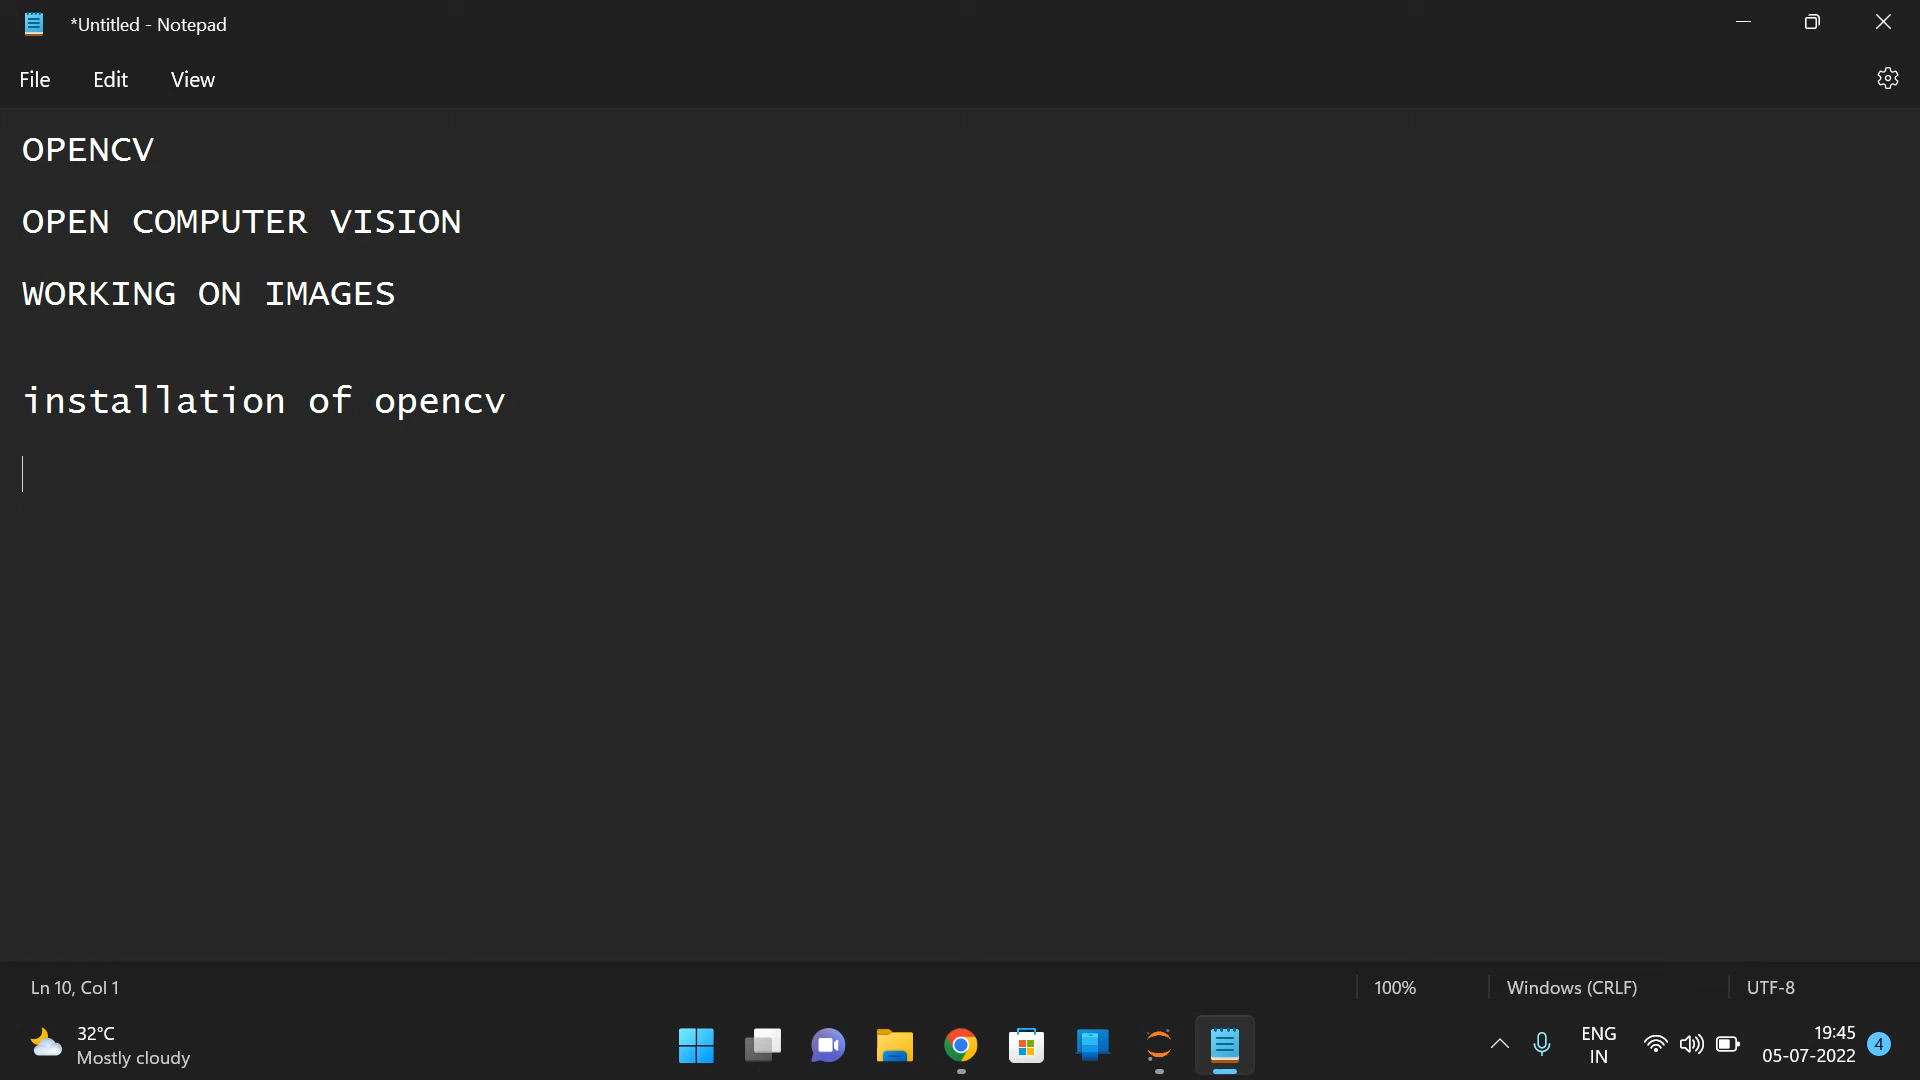 *Untitled - Notepad
File Edit View
OPENCV
OPEN COMPUTER VISION
WORKING ON IMAGES
installation of opencv
Ln 10, Col 1 100% Windows (CRLF) UTF-8
32°C
Mostly cloudy
ENG
IN
19:45
05-07-2022
4